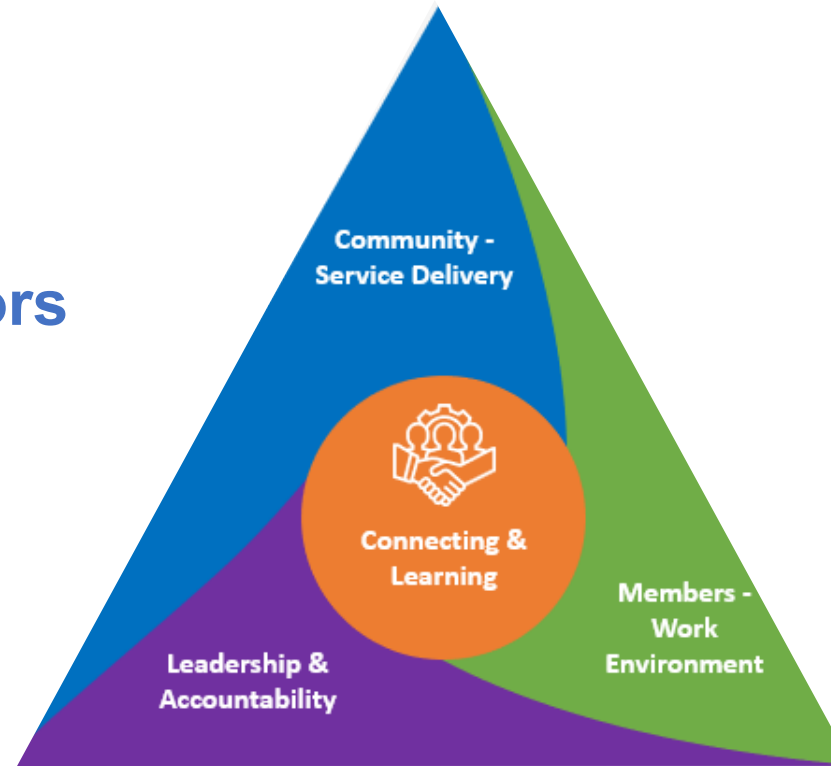 Community -
Service Delivery
ors
Connecting &
Learning
Members -
Work
Environment
Leadership &
Accountability